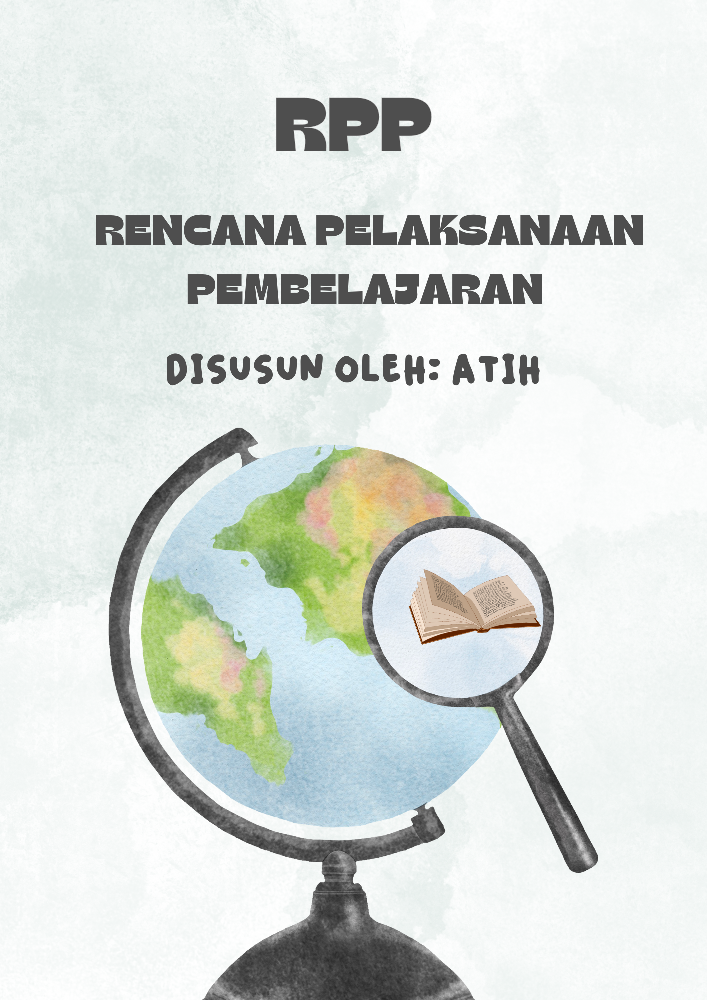 RPP
RENCANA PELAKSANAAN
PEMBELAJARAN
DISUSUN OLEH: ATIH